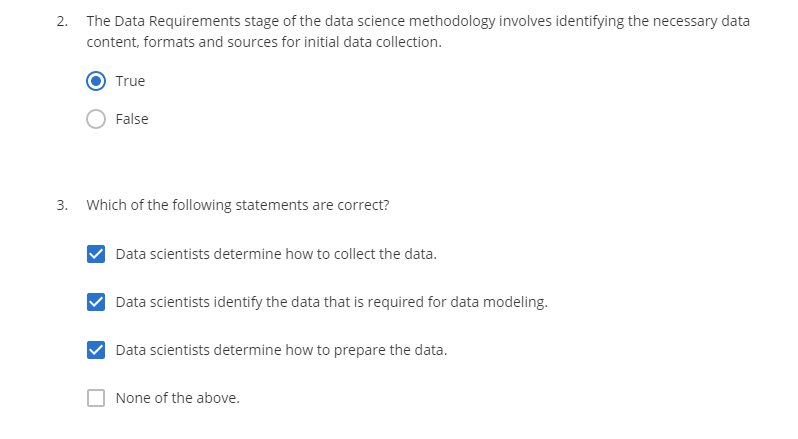 2. The Data Requirements stage of the data science methodology involves identifying the necessary data
content, formats and sources for initial data collection.
True
False
3. Which of the following statements are correct?
Data scientists determine how to collect the data.
Data scientists identify the data that is required for data modeling.
Data scientists determine how to prepare the data.
None of the above.